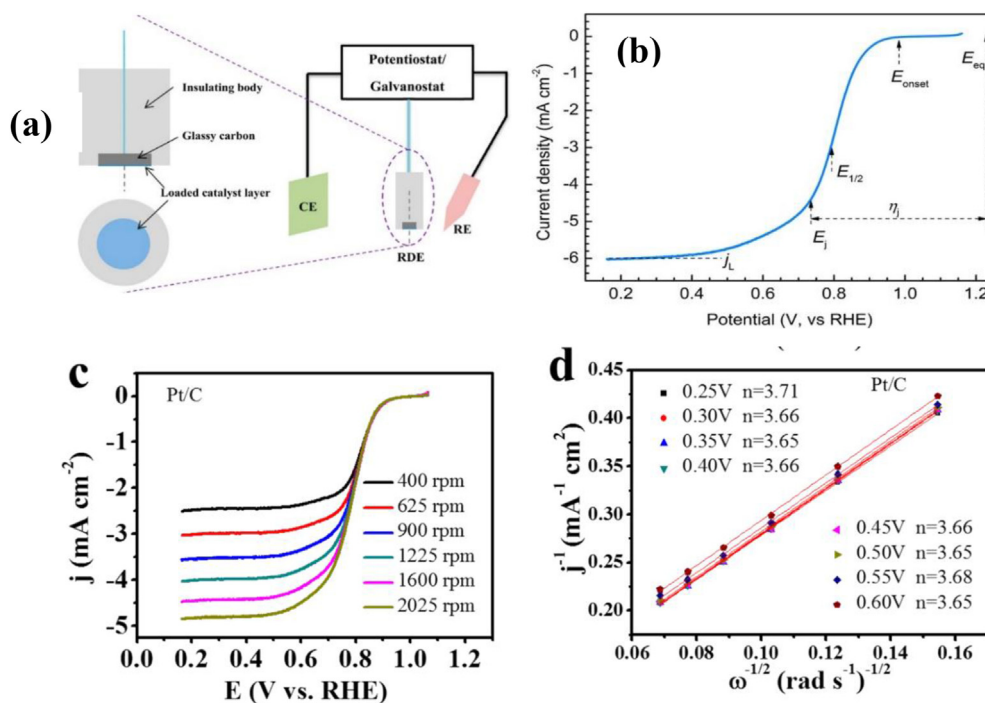 (a)
Insulating body
Glassy carbon
Loaded catalyst layer
Potentiostat/
Galvanostat
CE
RDE
RE
(b)
Current density (mA cm-2)
0
-1
-2
-3
-4
-5
-6
Eonset
Eeq
E1/2
Ej
ηj
jL
0.2 0.4 0.6 0.8 1.0 1.2
Potential (V, vs RHE)
c
Pt/C
j (mA cm-2)
0
-1
-2
-3
-4
-5
400 rpm
625 rpm
900 rpm
1225 rpm
1600 rpm
2025 rpm
0.0 0.2 0.4 0.6 0.8 1.0 1.2
E (V vs. RHE)
d
Pt/C
j-1 (mA-1 cm2)
0.45
0.40
0.35
0.30
0.25
0.20
0.25V n=3.71
0.30V n=3.66
0.35V n=3.65
0.40V n=3.66
0.45V n=3.66
0.50V n=3.65
0.55V n=3.68
0.60V n=3.65
0.06 0.08 0.10 0.12 0.14 0.16
ω-1/2 (rad s-1)-1/2